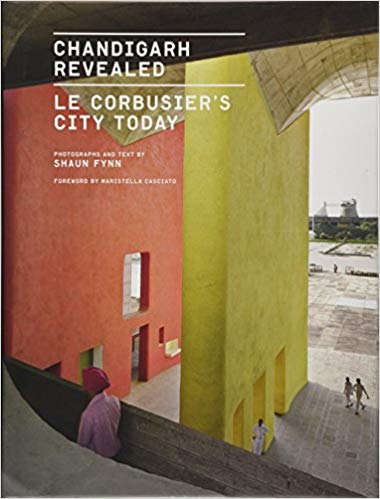 CHANDIGARH
REVEALED
LE CORBUSIER'S
CITY TODAY
PHOTOGRAPHS AND TEXT BY
SHAUN FYNN
FOREWORD BY MARISTELLA CASCIATO